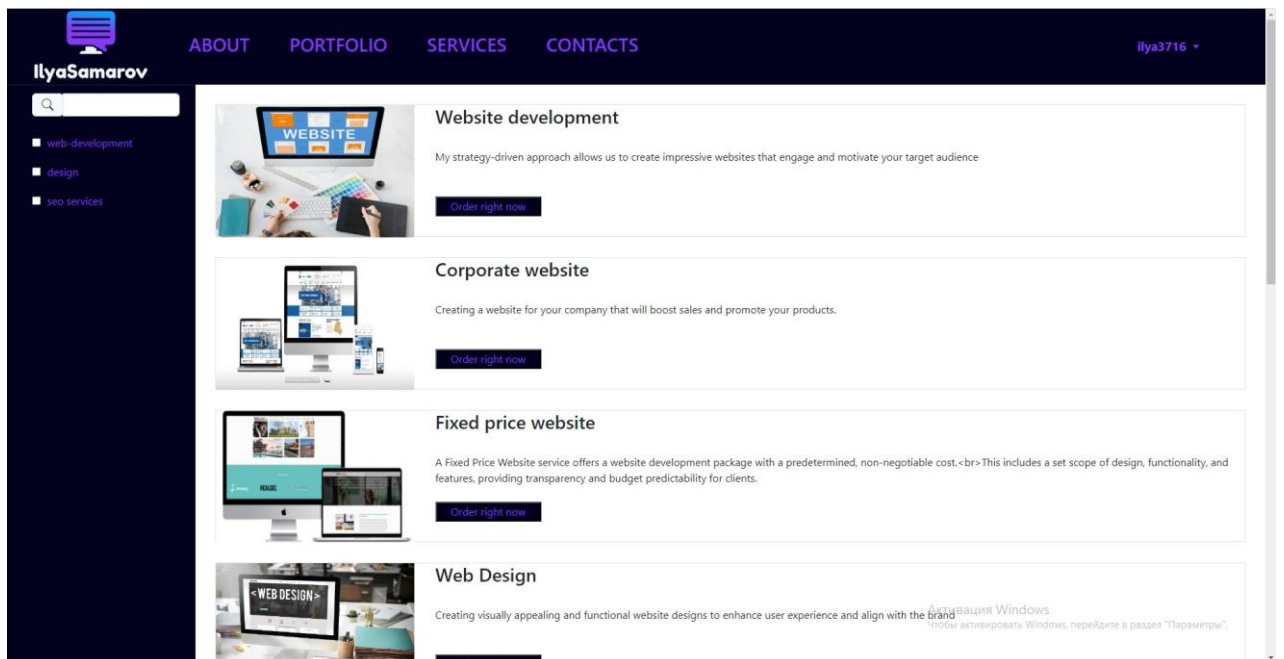 ABOUT PORTFOLIO SERVICES CONTACTS
ilya3716
IlyaSamarov
web-development
design
seo services
WEBSITE
Website development
My strategy-driven approach allows us to create impressive websites that engage and motivate your target audience
Order right now
Corporate website
Creating a website for your company that will boost sales and promote your products.
Order right now
Fixed price website
A Fixed Price Website service offers a website development package with a predetermined, non-negotiable cost.<br>This includes a set scope of design, functionality, and
features, providing transparency and budget predictability for clients.
Order right now
<WEB DESIGN>
Web Design
Creating visually appealing and functional website designs to enhance user experience and align with the brand
Активация Windows
Чтобы активировать Windows, перейдите в раздел "Параметры".